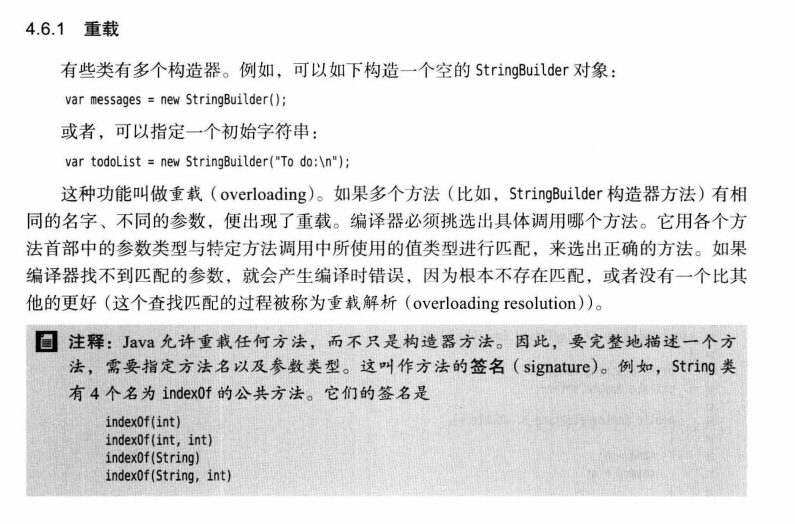 4.6.1 重载
有些类有多个构造器。例如，可以如下构造一个空的 StringBuilder 对象：
var messages = new StringBuilder();
或者，可以指定一个初始字符串：
var todoList = new StringBuilder("To do:\n");
这种功能叫做重载（overloading）。如果多个方法（比如，StringBuilder 构造器方法）有相
同的名字、不同的参数，便出现了重载。编译器必须挑选出具体调用哪个方法。它用各个方
法首部中的参数类型与特定方法调用中所使用的值类型进行匹配，来选出正确的方法。如果
编译器找不到匹配的参数，就会产生编译时错误，因为根本不存在匹配，或者没有一个比其
他的更好（这个查找匹配的过程被称为重载解析（overloading resolution））。
注释：Java 允许重载任何方法，而不只是构造器方法。因此，要完整地描述一个方
法，需要指定方法名以及参数类型。这叫作方法的签名（signature）。例如，String 类
有 4 个名为 indexOf 的公共方法。它们的签名是
indexOf(int)
indexOf(int, int)
indexOf(String)
indexOf(String, int)